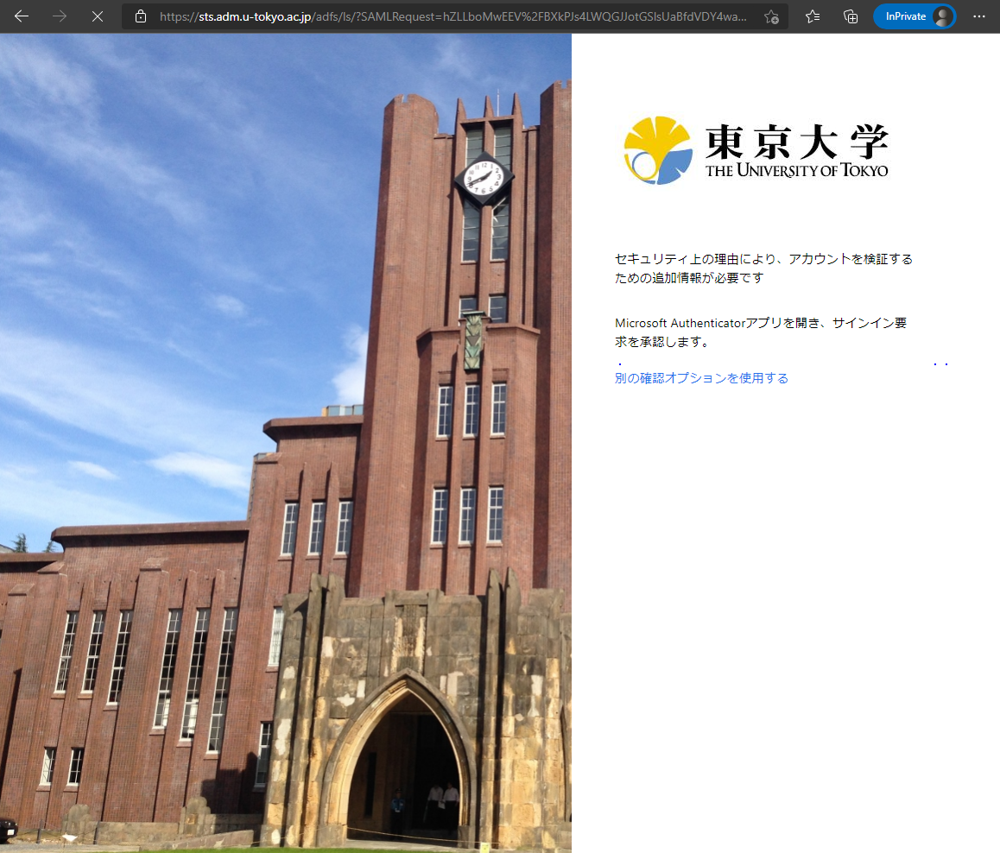 https://sts.adm.u-tokyo.ac.jp/adfs/ls/?SAMLRequest=hZLLboMwEEV%2FBXkPJs4LWQGJJotGSlsUaBfdVDY4wa...
InPrivate
東京大学
THE UNIVERSITY OF TOKYO
セキュリティ上の理由により、アカウントを検証する
ための追加情報が必要です
Microsoft Authenticatorアプリを開き、サインイン要
求を承認します。
別の確認オプションを使用する